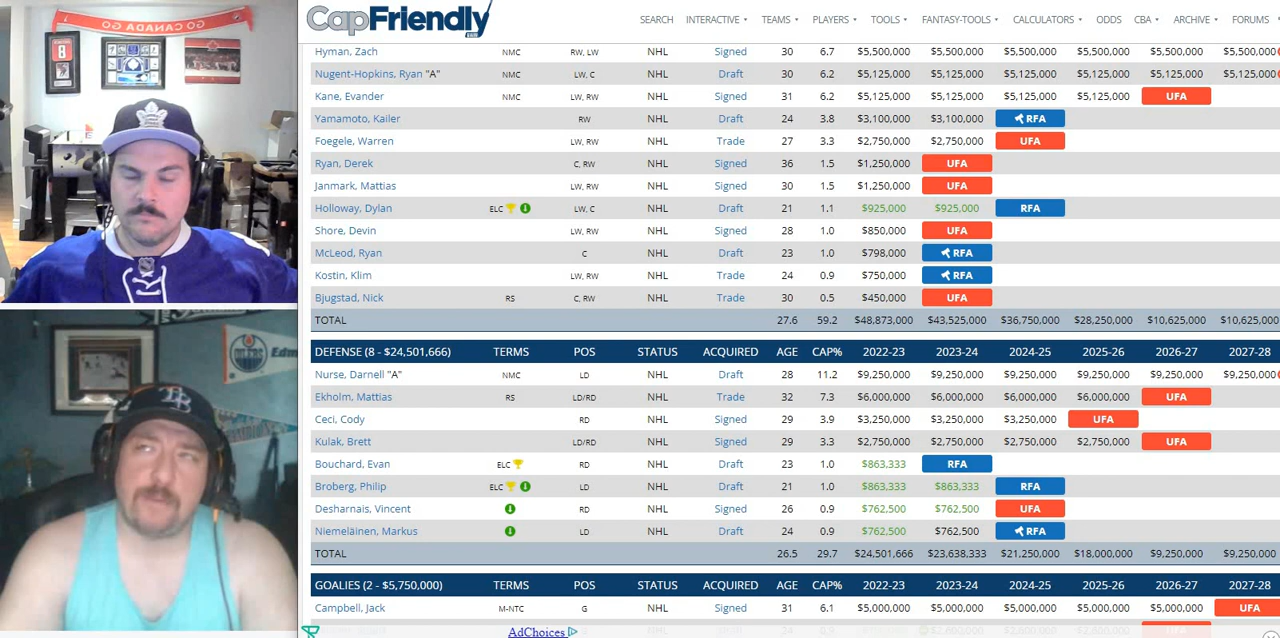 GO CANADA GO
8
CapFriendly
SEARCH INTERACTIVE TEAMS PLAYERS TOOLS FANTASY-TOOLS CALCULATORS ODDS CBA ARCHIVE FORUMS
Hyman, Zach NMC RW, LW NHL Signed 30 6.7 $5,500,000 $5,500,000 $5,500,000 $5,500,000 $5,500,000 $5,500,000
Nugent-Hopkins, Ryan "A" NMC LW, C NHL Draft 30 6.2 $5,125,000 $5,125,000 $5,125,000 $5,125,000 $5,125,000 $5,125,000
Kane, Evander NMC LW, RW NHL Signed 31 6.2 $5,125,000 $5,125,000 $5,125,000 $5,125,000 UFA
Yamamoto, Kailer RW NHL Draft 24 3.8 $3,100,000 $3,100,000 RFA
Foegele, Warren LW, RW NHL Trade 27 3.3 $2,750,000 $2,750,000 UFA
Ryan, Derek C, RW NHL Signed 36 1.5 $1,250,000 UFA
Janmark, Mattias LW, RW NHL Signed 30 1.5 $1,250,000 UFA
Holloway, Dylan ELC LW, C NHL Draft 21 1.1 $925,000 $925,000 RFA
Shore, Devin LW, RW NHL Signed 28 1.0 $850,000 UFA
McLeod, Ryan C NHL Draft 23 1.0 $798,000 RFA
Kostin, Klim LW, RW NHL Trade 24 0.9 $750,000 RFA
Bjugstad, Nick RS C, RW NHL Trade 30 0.5 $450,000 UFA
TOTAL 27.6 59.2 $48,873,000 $43,525,000 $36,750,000 $28,250,000 $10,625,000 $10,625,000
DEFENSE (8 - $24,501,666) TERMS POS STATUS ACQUIRED AGE CAP% 2022-23 2023-24 2024-25 2025-26 2026-27 2027-28
Nurse, Darnell "A" NMC LD NHL Draft 28 11.2 $9,250,000 $9,250,000 $9,250,000 $9,250,000 $9,250,000 $9,250,000
Ekholm, Mattias RS LD/RD NHL Trade 32 7.3 $6,000,000 $6,000,000 $6,000,000 $6,000,000 UFA
Ceci, Cody RD NHL Signed 29 3.9 $3,250,000 $3,250,000 $3,250,000 UFA
Kulak, Brett LD/RD NHL Signed 29 3.3 $2,750,000 $2,750,000 $2,750,000 $2,750,000 UFA
Bouchard, Evan ELC RD NHL Draft 23 1.0 $863,333 RFA
Broberg, Philip ELC LD NHL Draft 21 1.0 $863,333 $863,333 RFA
Desharnais, Vincent RD NHL Draft 26 0.9 $762,500 $762,500 UFA
Niemeläinen, Markus LD NHL Draft 24 0.9 $762,500 $762,500 RFA
TOTAL 26.5 29.7 $24,501,666 $23,638,333 $21,250,000 $18,000,000 $9,250,000 $9,250,000
GOALIES (2 - $5,750,000) TERMS POS STATUS ACQUIRED AGE CAP% 2022-23 2023-24 2024-25 2025-26 2026-27 2027-28
Campbell, Jack M-NTC G NHL Signed 31 6.1 $5,000,000 $5,000,000 $5,000,000 $5,000,000 $5,000,000 UFA
AdChoices
OILERS
TB